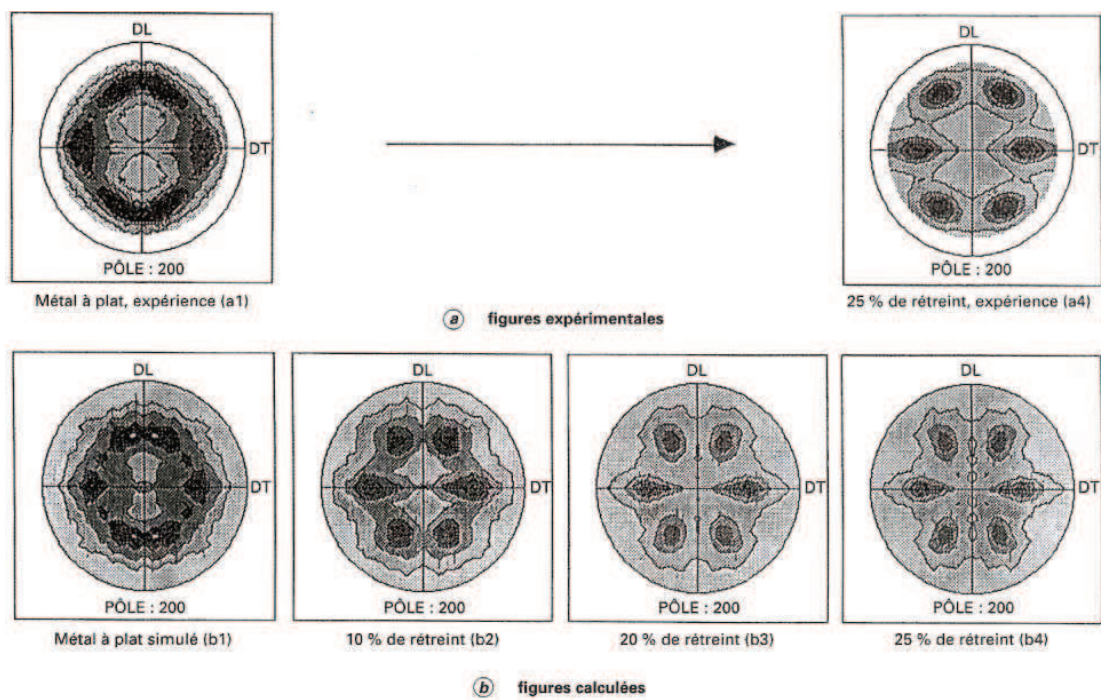 DL
DT
PÔLE : 200
Métal à plat, expérience (a1)
DL
DT
PÔLE : 200
25 % de rétreint, expérience (a4)
a figures expérimentales
DL
DT
PÔLE : 200
Métal à plat simulé (b1)
DL
DT
PÔLE : 200
10 % de rétreint (b2)
DL
DT
PÔLE : 200
20 % de rétreint (b3)
DL
DT
PÔLE : 200
25 % de rétreint (b4)
b figures calculées